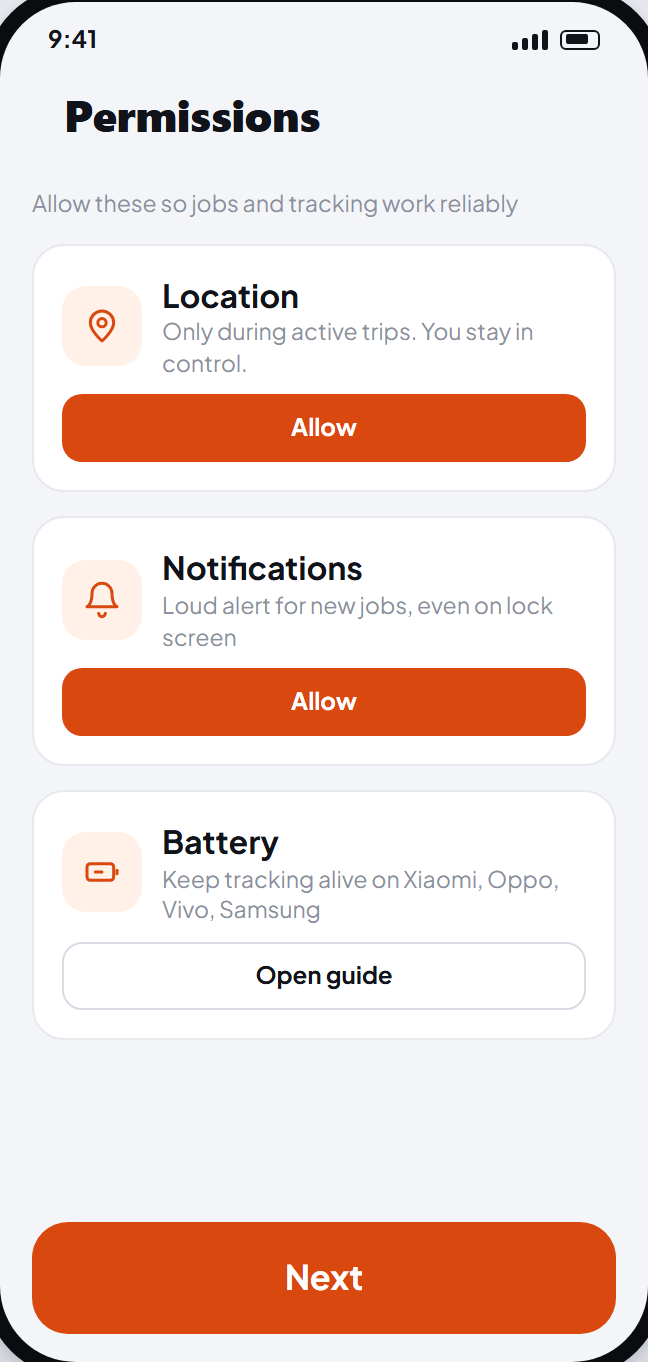 9:41
Permissions
Allow these so jobs and tracking work reliably
Location
Only during active trips. You stay in
control.
Allow
Notifications
Loud alert for new jobs, even on lock
screen
Allow
Battery
Keep tracking alive on Xiaomi, Oppo,
Vivo, Samsung
Open guide
Next